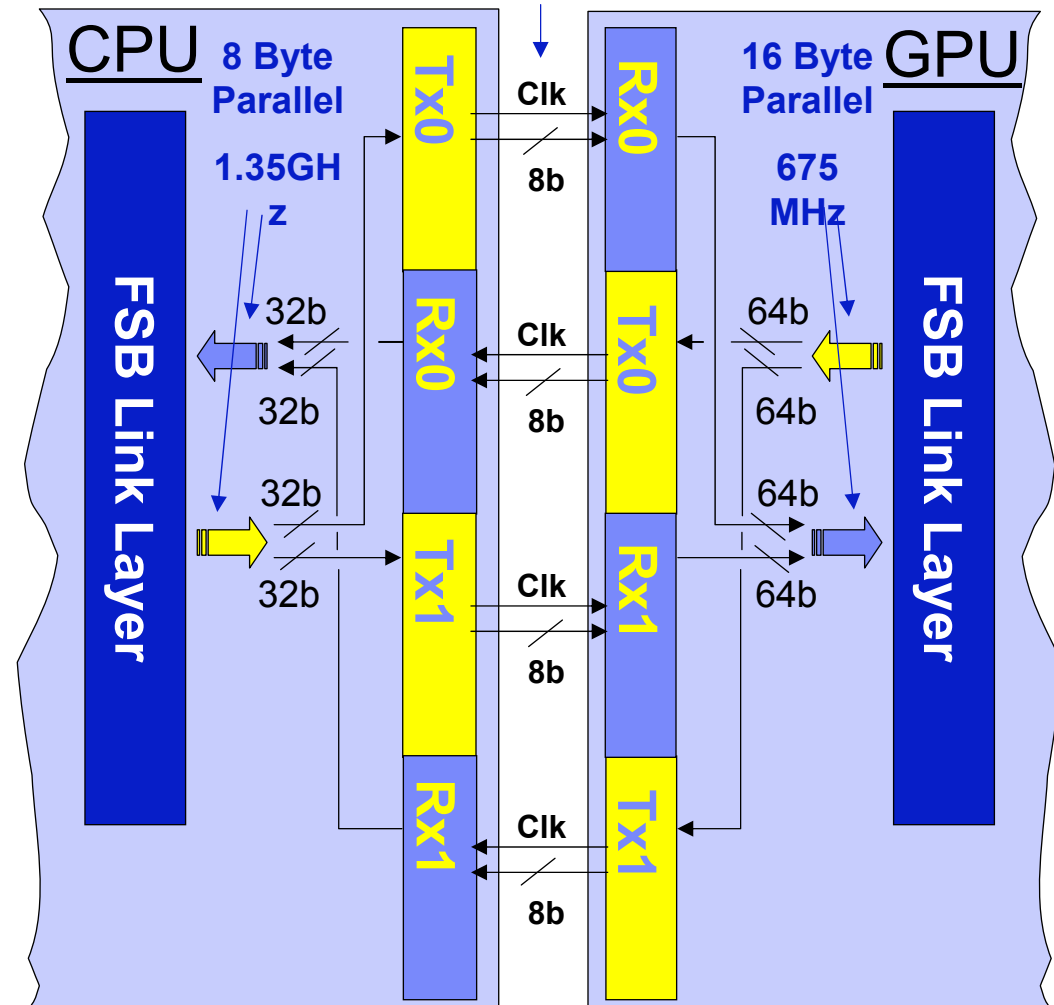 CPU
8 Byte
Parallel
1.35GH
z
16 Byte
Parallel
GPU
675
MHz
FSB Link Layer
32b
32b
32b
32b
Tx0
Rx0
Tx1
Rx1
Clk
8b
Clk
8b
Clk
8b
Clk
8b
Rx0
Tx0
Rx1
Tx1
64b
64b
64b
64b
FSB Link Layer